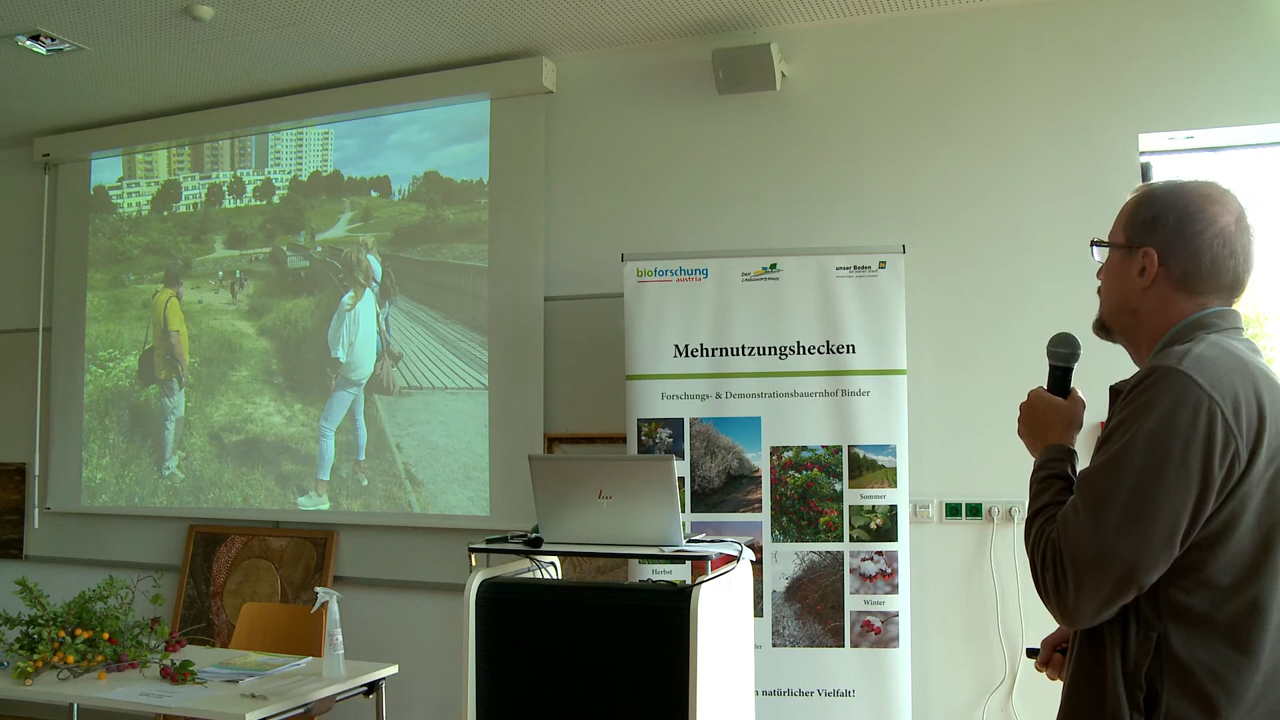 bioforschung
austria
unser Boden
Mehrnutzungshecken
Forschungs- & Demonstrationsbauernhof Binder
Sommer
Herbst
Winter
n natürlicher Vielfalt!